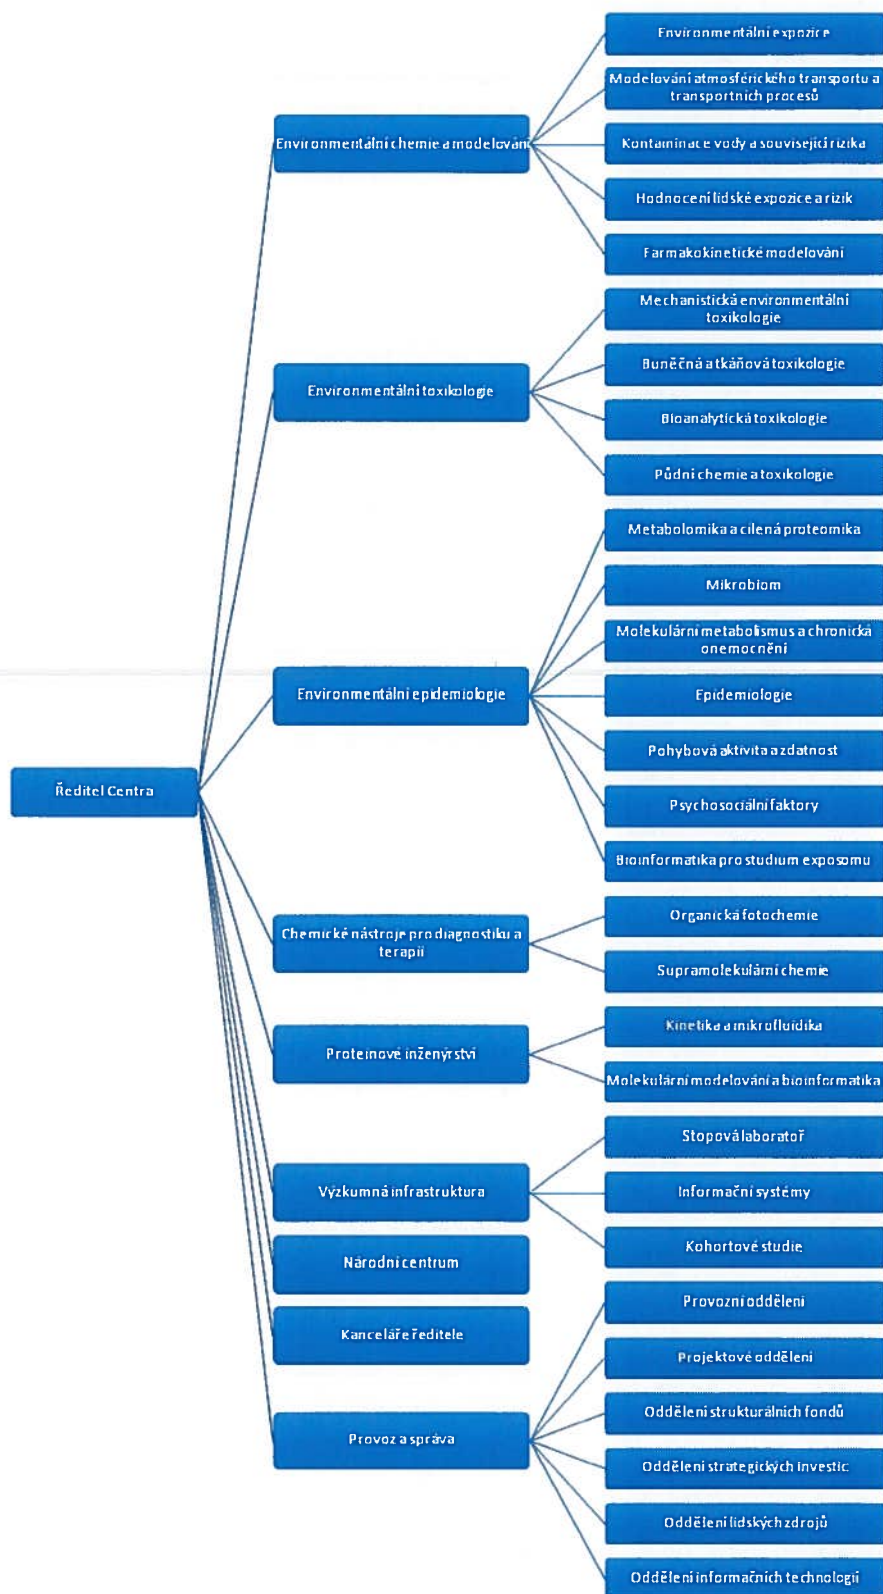 Environmentální expozice
Modelování atmosférického transportu a
transportních procesů
Environmentální chemie a modelování
Kontaminace vody a související rizika
Hodnocení lidské expozice a rizik
Farmakokinetické modelování
Mechanistická environmentální
toxikologie
Buněčná a tkáňová toxikologie
Environmentální toxikologie
Bioanalytická toxikologie
Půdní chemie a toxikologie
Metabolomika a cílená proteomika
Mikrobiom
Molekulární metabolismus a chronická
onemocnění
Environmentální epidemiologie
Epidemiologie
Pohybová aktivita a zdatnost
Ředitel Centra
Psychosociální faktory
Bioinformatika pro studium exposomu
Organická fotochemie
Chemické nástroje pro diagnostiku a
terapii
Supramolekulární chemie
Kinetika a mikrofluidika
Proteinové inženýrství
Molekulární modelování a bioinformatika
Stopová laboratoř
Výzkumná infrastruktura
Informační systémy
Kohortové studie
Národní centrum
Provozní oddělení
Kanceláře ředitele
Projektové oddělení
Oddělení strukturálních fondů
Provoz a správa
Oddělení strategických investic
Oddělení lidských zdrojů
Oddělení informačních technologií